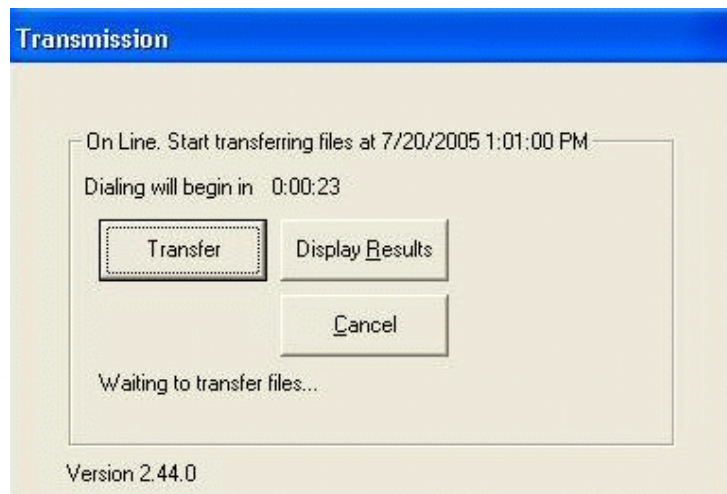 Transmission
On Line. Start transferring files at 7/20/2005 1:01:00 PM
Dialing will begin in 0:00:23
Transfer Display Results
Cancel
Waiting to transfer files...
Version 2.44.0